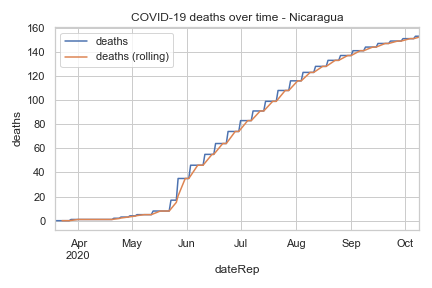 COVID-19 deaths over time - Nicaragua
160
140
120
100
80
60
40
20
0
deaths
deaths
deaths (rolling)
Apr
2020
May
Jun
Jul
Aug
Sep
Oct
dateRep